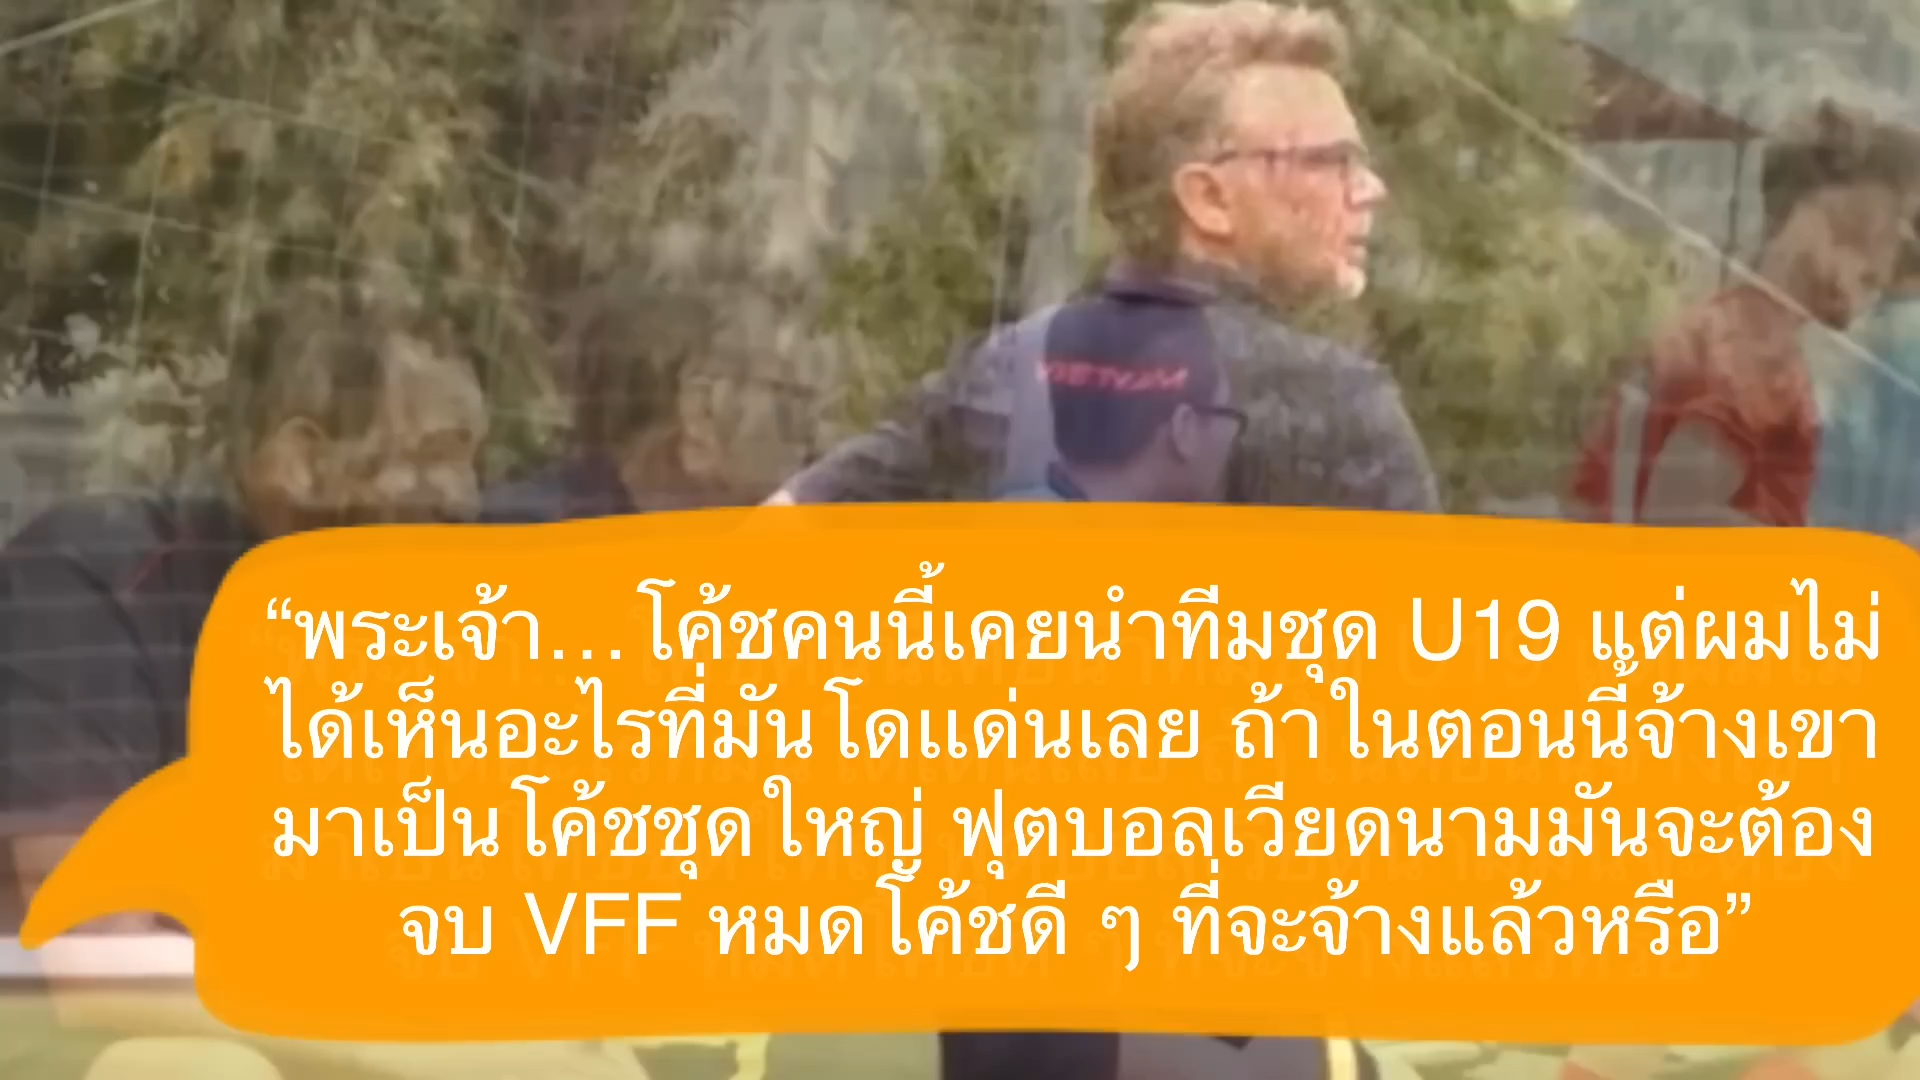 VIETNAM
“พระเจ้า...โค้ชคนนี้เคยนำทีมชุด U19 แต่ผมไม่
ได้เห็นอะไรที่มันโดดเด่นเลย ถ้าในตอนนี้จ้างเขา
มาเป็นโค้ชชุดใหญ่ ฟุตบอลเวียดนามมันจะต้อง
จบ VFF หมดโค้ชดี ๆ ที่จะจ้างแล้วหรือ”